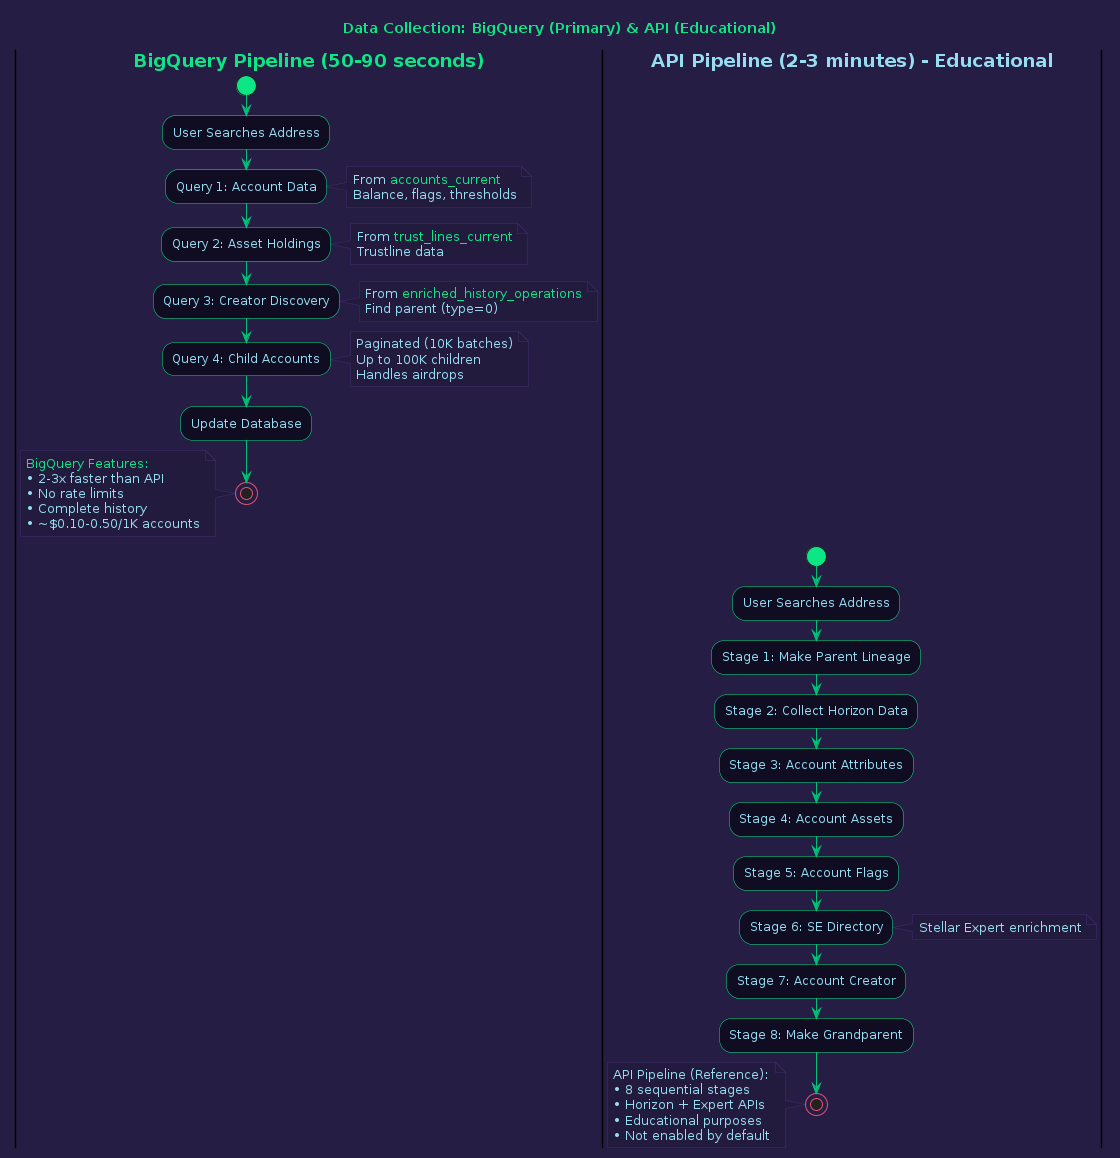 Data Collection: BigQuery (Primary) & API (Educational)
BigQuery Pipeline (50-90 seconds)
User Searches Address
Query 1: Account Data
From accounts_current
Balance, flags, thresholds
Query 2: Asset Holdings
From trust_lines_current
Trustline data
Query 3: Creator Discovery
From enriched_history_operations
Find parent (type=0)
Query 4: Child Accounts
Paginated (10K batches)
Up to 100K children
Handles airdrops
Update Database
BigQuery Features:
• 2-3x faster than API
• No rate limits
• Complete history
• ~$0.10-0.50/1K accounts
API Pipeline (2-3 minutes) - Educational
User Searches Address
Stage 1: Make Parent Lineage
Stage 2: Collect Horizon Data
Stage 3: Account Attributes
Stage 4: Account Assets
Stage 5: Account Flags
Stage 6: SE Directory
Stellar Expert enrichment
Stage 7: Account Creator
Stage 8: Make Grandparent
API Pipeline (Reference):
• 8 sequential stages
• Horizon + Expert APIs
• Educational purposes
• Not enabled by default